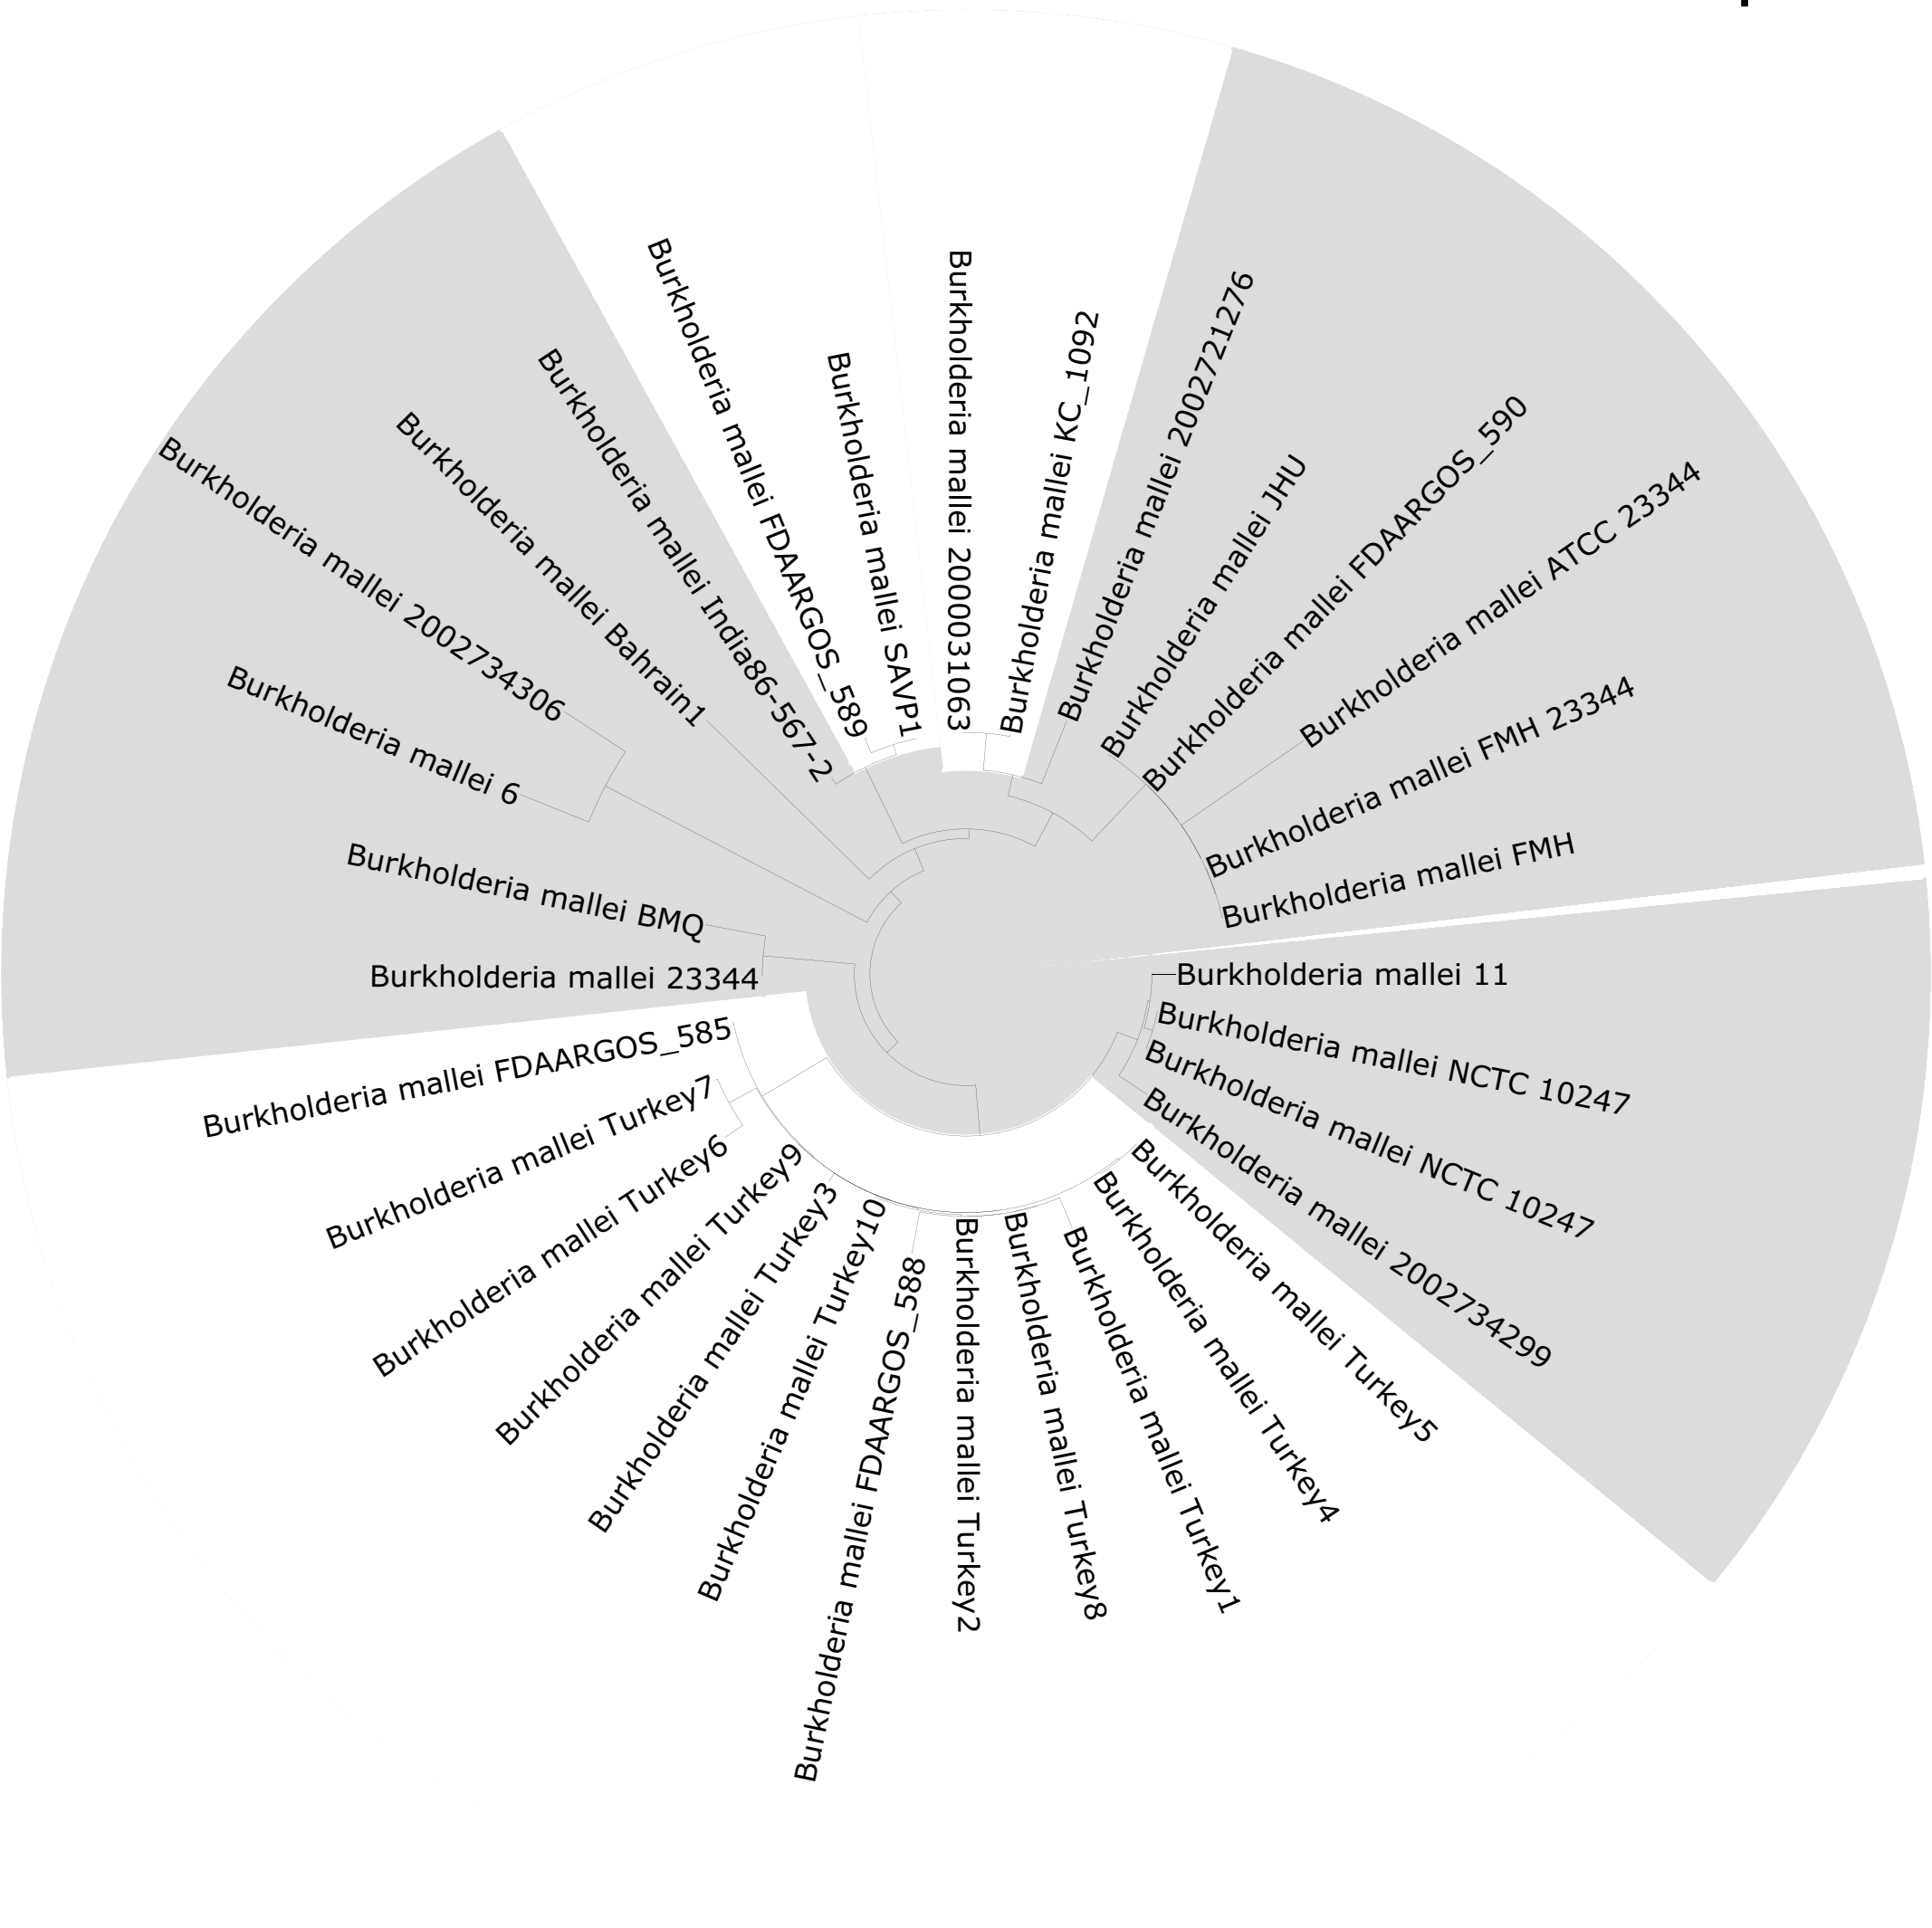 Burkholderia mallei FDAARGOS_589
Burkholderia mallei SAVP1
Burkholderia mallei 2000031063
Burkholderia mallei KC_1092
Burkholderia mallei 2002721276
Burkholderia mallei JHU
Burkholderia mallei FDAARGOS_590
Burkholderia mallei ATCC 23344
Burkholderia mallei FMH 23344
Burkholderia mallei FMH
Burkholderia mallei 11
Burkholderia mallei NCTC 10247
Burkholderia mallei NCTC 10247
Burkholderia mallei 2002734299
Burkholderia mallei Turkey5
Burkholderia mallei Turkey4
Burkholderia mallei Turkey1
Burkholderia mallei Turkey8
Burkholderia mallei Turkey2
Burkholderia mallei FDAARGOS_588
Burkholderia mallei Turkey10
Burkholderia mallei Turkey3
Burkholderia mallei Turkey9
Burkholderia mallei Turkey6
Burkholderia mallei Turkey7
Burkholderia mallei FDAARGOS_585
Burkholderia mallei 23344
Burkholderia mallei BMQ
Burkholderia mallei 6
Burkholderia mallei 2002734306
Burkholderia mallei Bahrain1
Burkholderia mallei India86-567-2